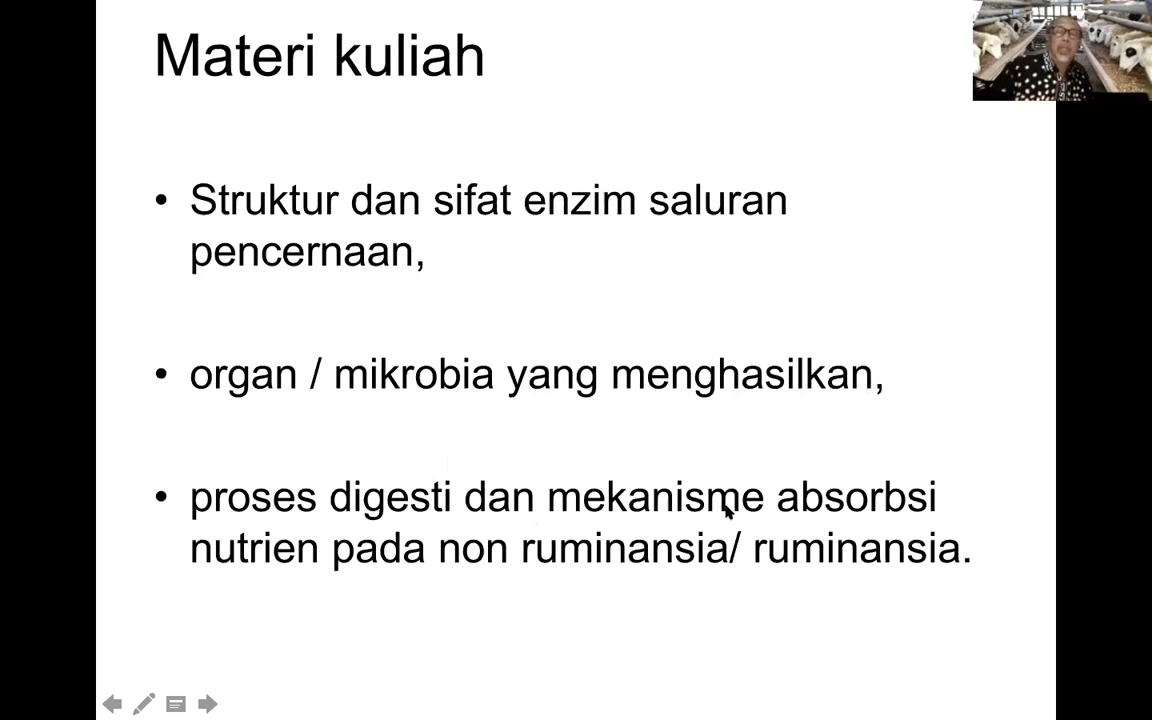 Materi kuliah
• Struktur dan sifat enzim saluran
pencernaan,
• organ / mikrobia yang menghasilkan,
• proses digesti dan mekanisme absorbsi
nutrien pada non ruminansia/ ruminansia.